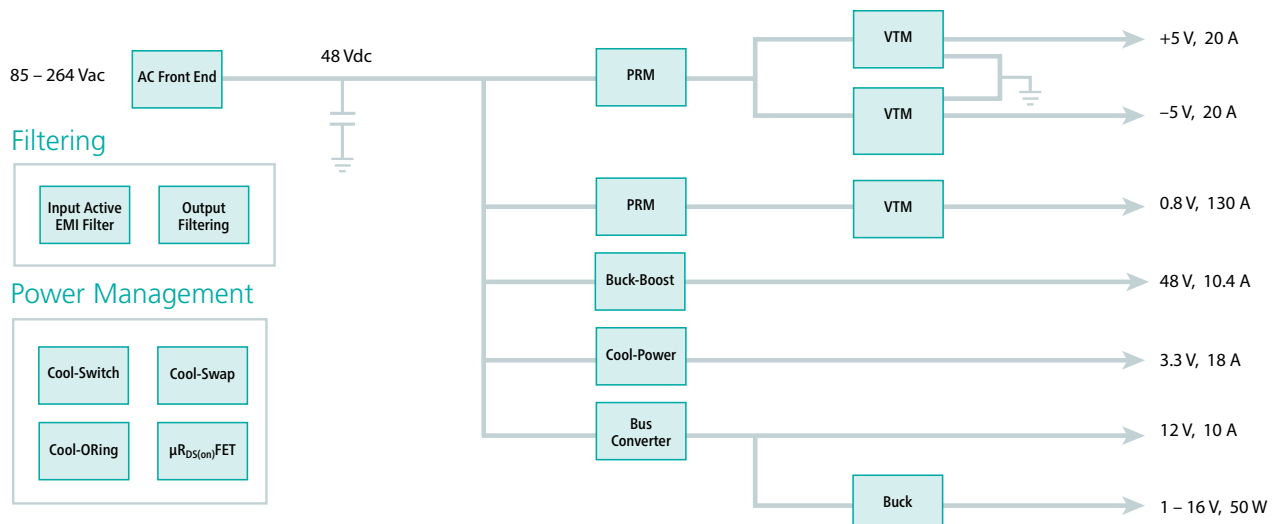 85 – 264 Vac
AC Front End
48 Vdc
PRM
VTM
+5 V, 20 A
VTM
–5 V, 20 A
Filtering
Input Active
EMI Filter
Output
Filtering
PRM
VTM
0.8 V, 130 A
Buck-Boost
48 V, 10.4 A
Power Management
Cool-Switch
Cool-Swap
Cool-ORing
µRDS(on)FET
Cool-Power
3.3 V, 18 A
Bus
Converter
12 V, 10 A
Buck
1 – 16 V, 50 W